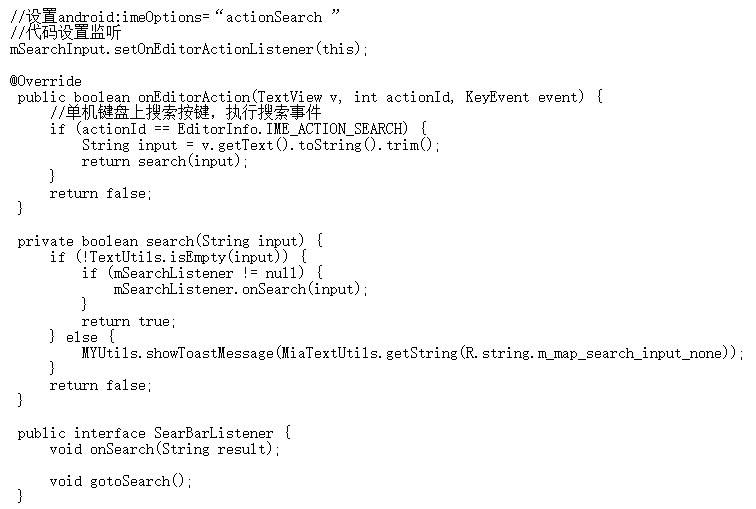 //设置android:imeOptions=“actionSearch ”
//代码设置监听
mSearchInput.setOnEditorActionListener(this);
@Override
public boolean onEditorAction(TextView v, int actionId, KeyEvent event) {
//单机键盘上搜索按键，执行搜索事件
if (actionId == EditorInfo.IME_ACTION_SEARCH) {
String input = v.getText().toString().trim();
return search(input);
}
return false;
}
private boolean search(String input) {
if (!TextUtils.isEmpty(input)) {
if (mSearchListener != null) {
mSearchListener.onSearch(input);
}
return true;
} else {
MYUtils.showToastMessage(MiaTextUtils.getString(R.string.m_map_search_input_none));
}
return false;
}
public interface SearBarListener {
void onSearch(String result);
void gotoSearch();
}